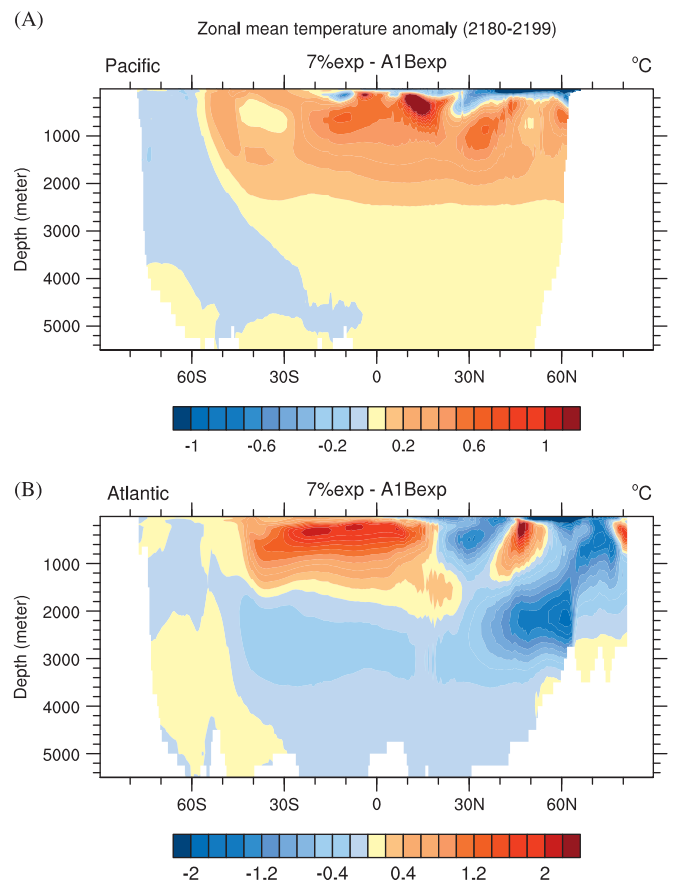 (A)
Zonal mean temperature anomaly (2180-2199)
Pacific 7%exp - A1Bexp °C
1000
2000
3000
4000
5000
Depth (meter)
60S 30S 0 30N 60N
-1 -0.6 -0.2 0.2 0.6 1
(B)
Atlantic 7%exp - A1Bexp °C
1000
2000
3000
4000
5000
Depth (meter)
60S 30S 0 30N 60N
-2 -1.2 -0.4 0.4 1.2 2